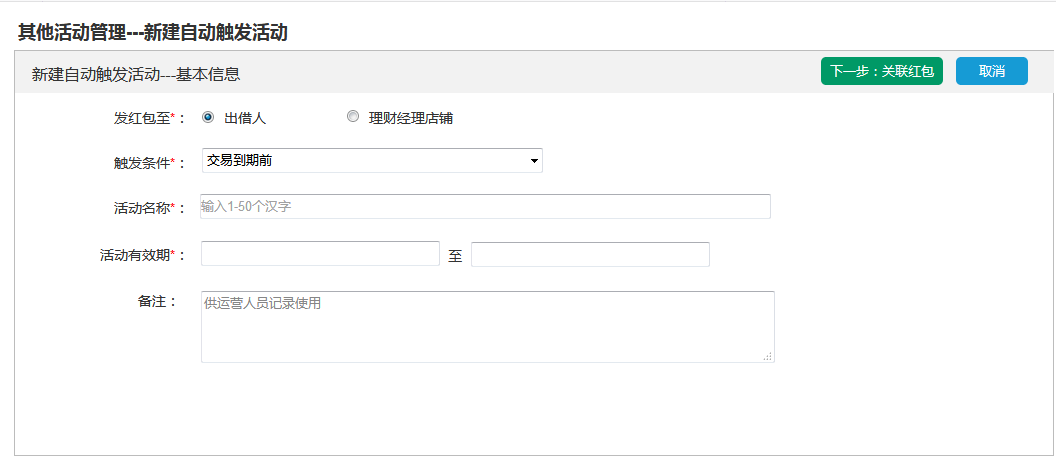 其他活动管理---新建自动触发活动
新建自动触发活动---基本信息
下一步：关联红包
取消
发红包至*： 出借人 理财经理店铺
触发条件*： 交易到期前
活动名称*： 输入1-50个汉字
活动有效期*： 至
备注： 供运营人员记录使用